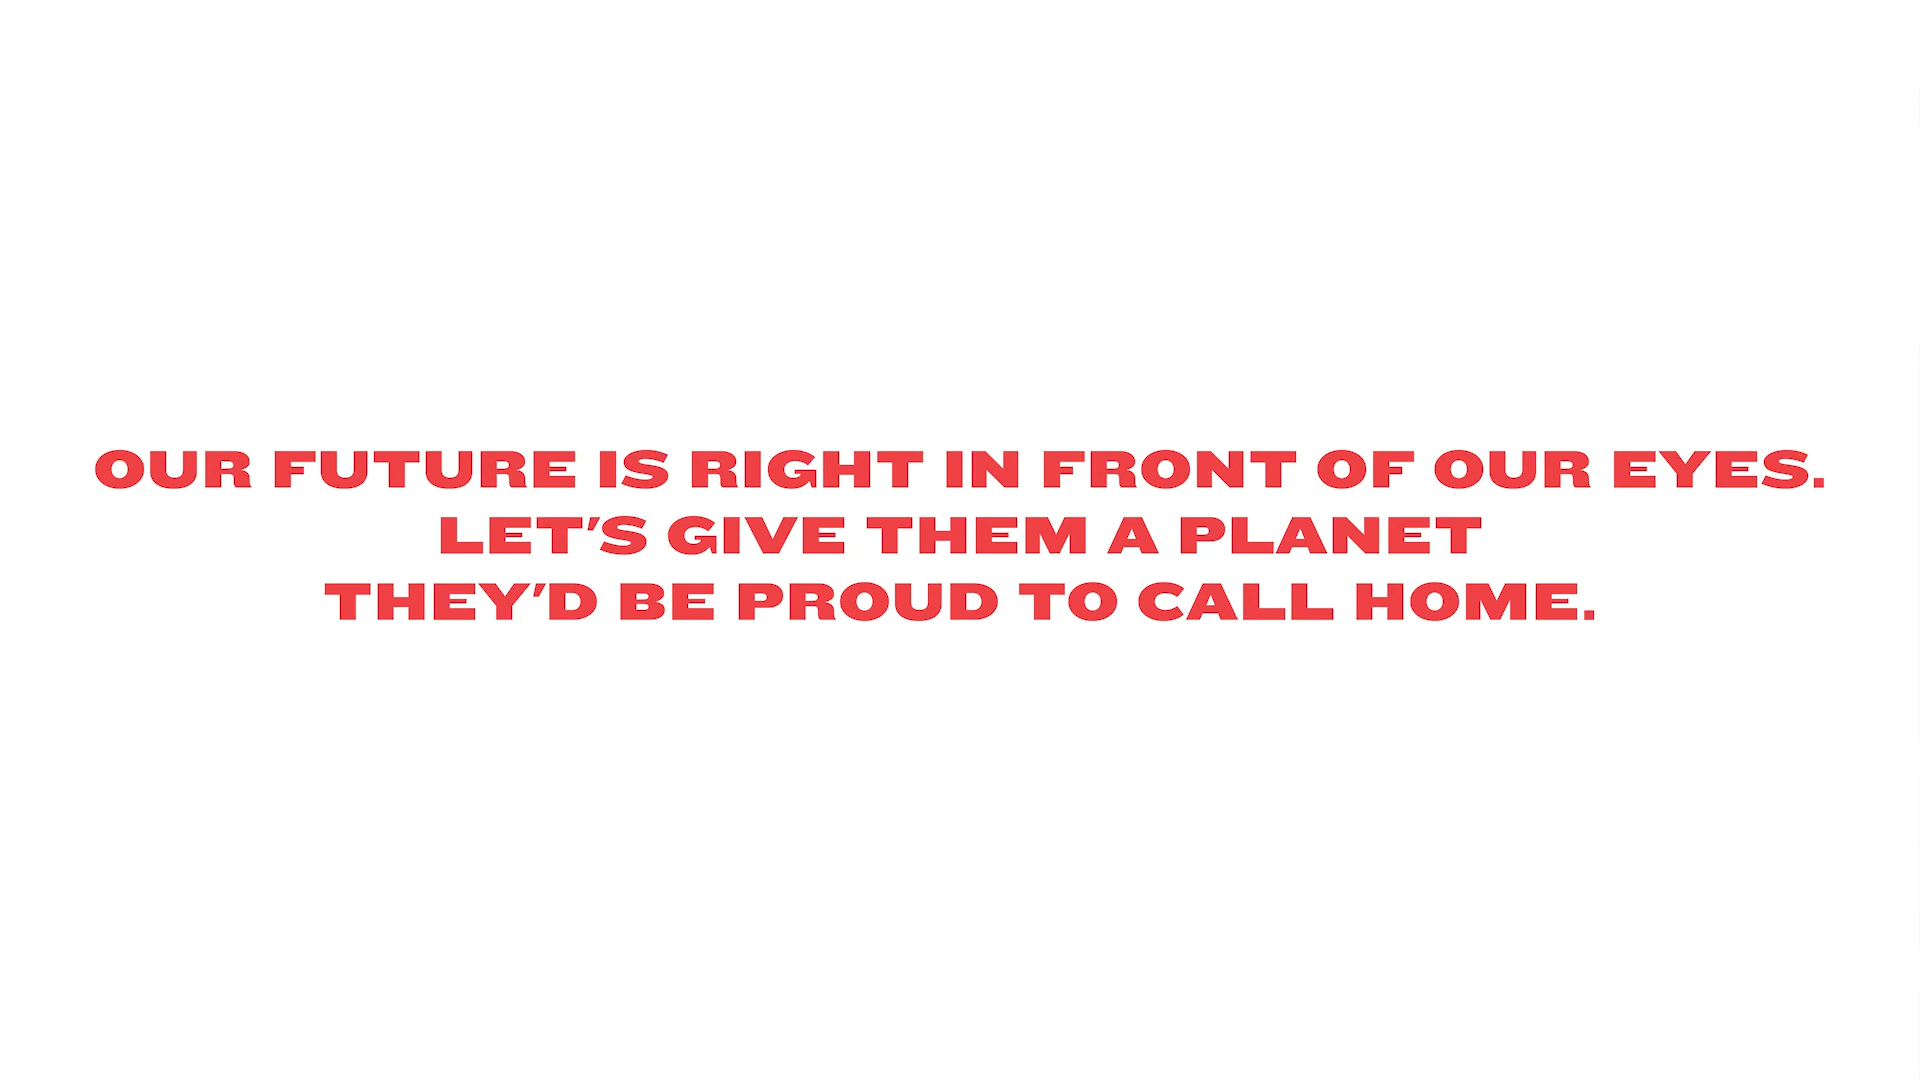 OUR FUTURE IS RIGHT IN FRONT OF OUR EYES.
LET'S GIVE THEM A PLANET
THEY'D BE PROUD TO CALL HOME.